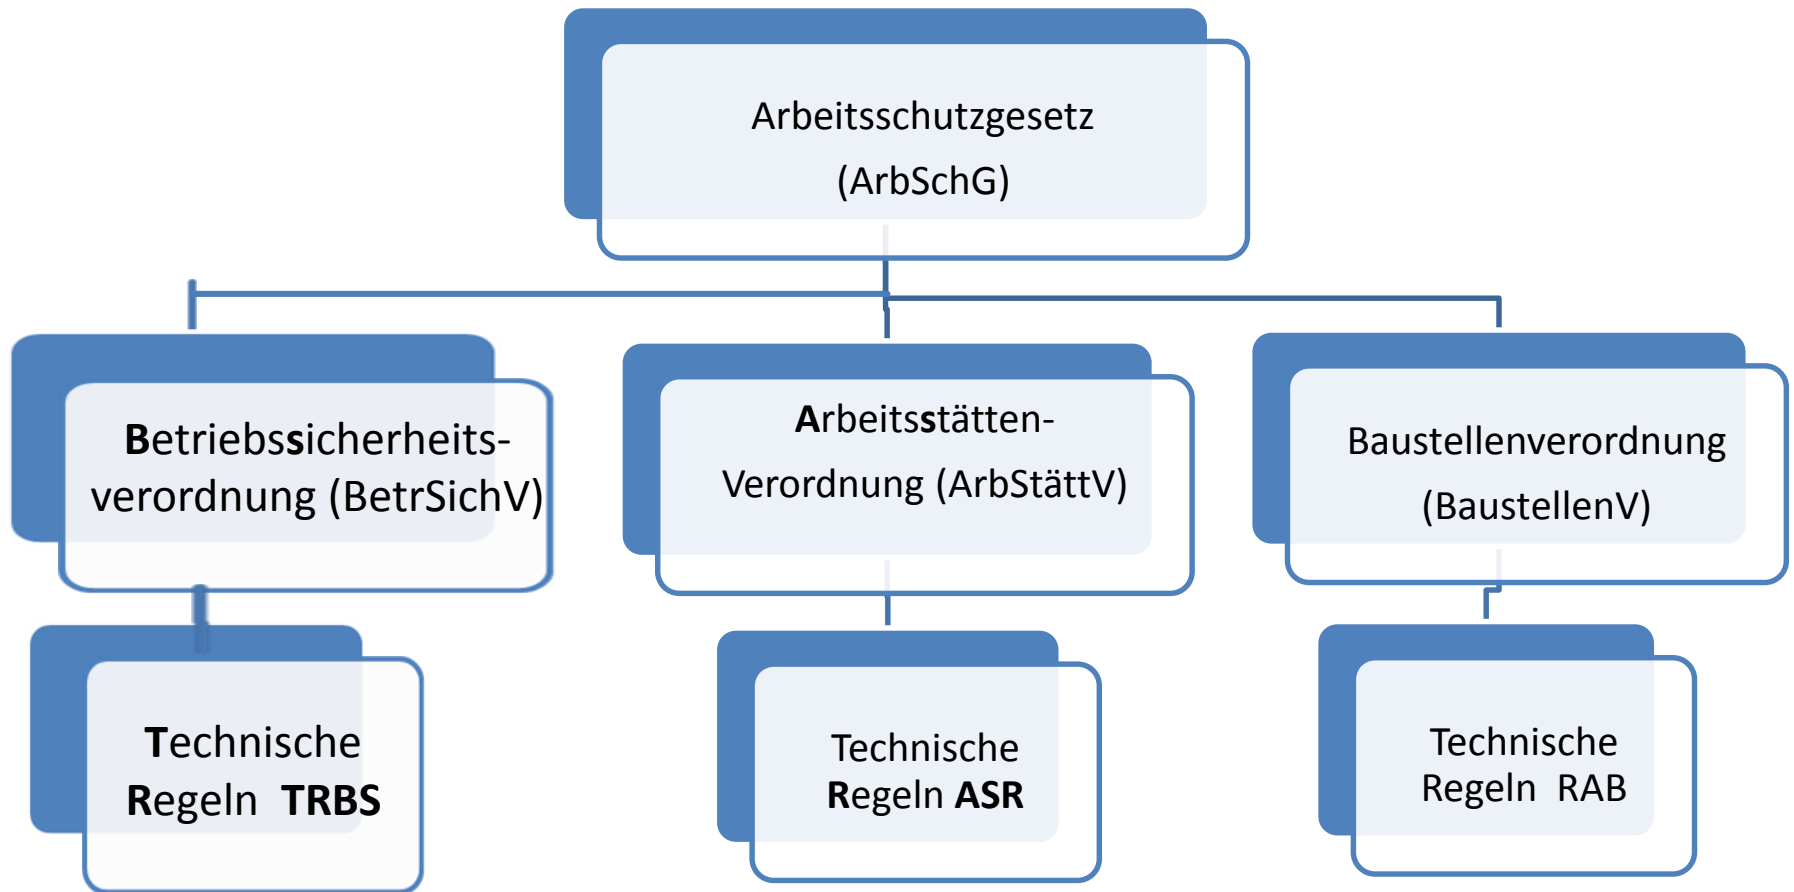 Arbeitsschutzgesetz
(ArbSchG)
Betriebssicherheits-
verordnung (BetrSichV)
Arbeitsstätten-
Verordnung (ArbStättV)
Baustellenverordnung
(BaustellenV)
Technische
Regeln TRBS
Technische
Regeln ASR
Technische
Regeln RAB